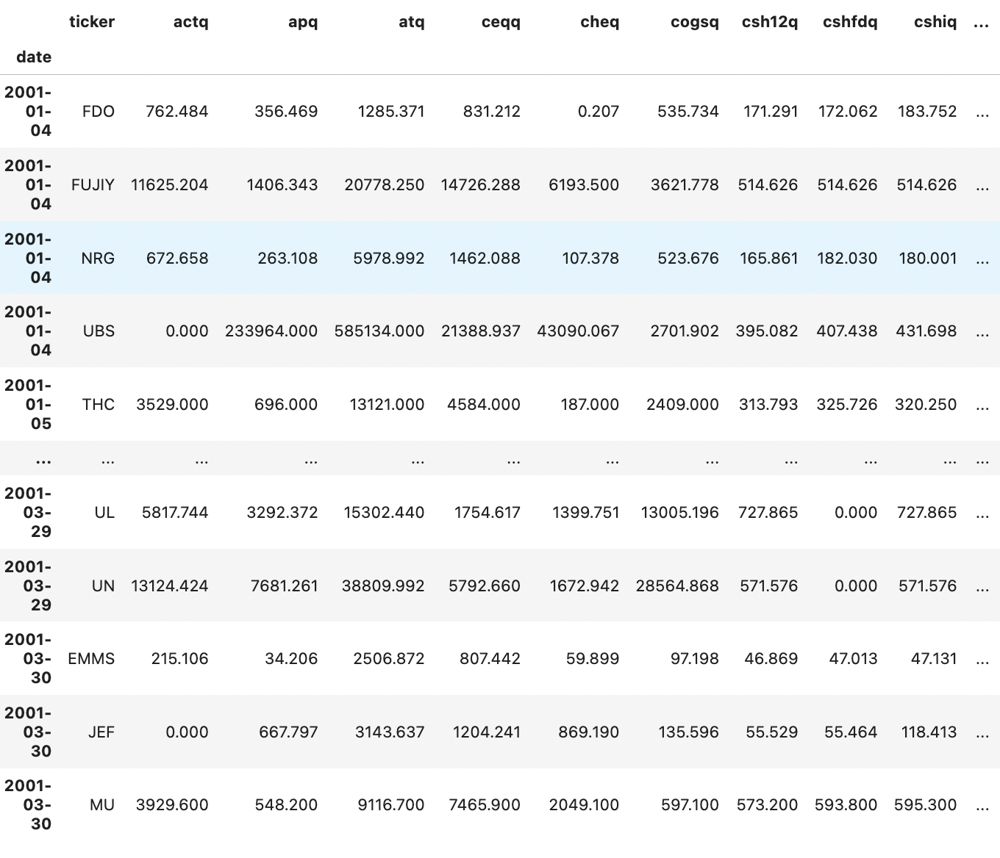 ticker actq apq atq ceqq cheq cogsq csh12q cshfdq cshiq ...
date
2001-
01-
04 FDO 762.484 356.469 1285.371 831.212 0.207 535.734 171.291 172.062 183.752 ...
2001-
01-
04 FUJIY 11625.204 1406.343 20778.250 14726.288 6193.500 3621.778 514.626 514.626 514.626 ...
2001-
01-
04 NRG 672.658 263.108 5978.992 1462.088 107.378 523.676 165.861 182.030 180.001 ...
2001-
01-
04 UBS 0.000 233964.000 585134.000 21388.937 43090.067 2701.902 395.082 407.438 431.698 ...
2001-
01-
05 THC 3529.000 696.000 13121.000 4584.000 187.000 2409.000 313.793 325.726 320.250 ...
... ... ... ... ... ... ... ... ... ... ... ...
2001-
03-
29 UL 5817.744 3292.372 15302.440 1754.617 1399.751 13005.196 727.865 0.000 727.865 ...
2001-
03-
29 UN 13124.424 7681.261 38809.992 5792.660 1672.942 28564.868 571.576 0.000 571.576 ...
2001-
03-
30 EMMS 215.106 34.206 2506.872 807.442 59.899 97.198 46.869 47.013 47.131 ...
2001-
03-
30 JEF 0.000 667.797 3143.637 1204.241 869.190 135.596 55.529 55.464 118.413 ...
2001-
03-
30 MU 3929.600 548.200 9116.700 7465.900 2049.100 597.100 573.200 593.800 595.300 ...